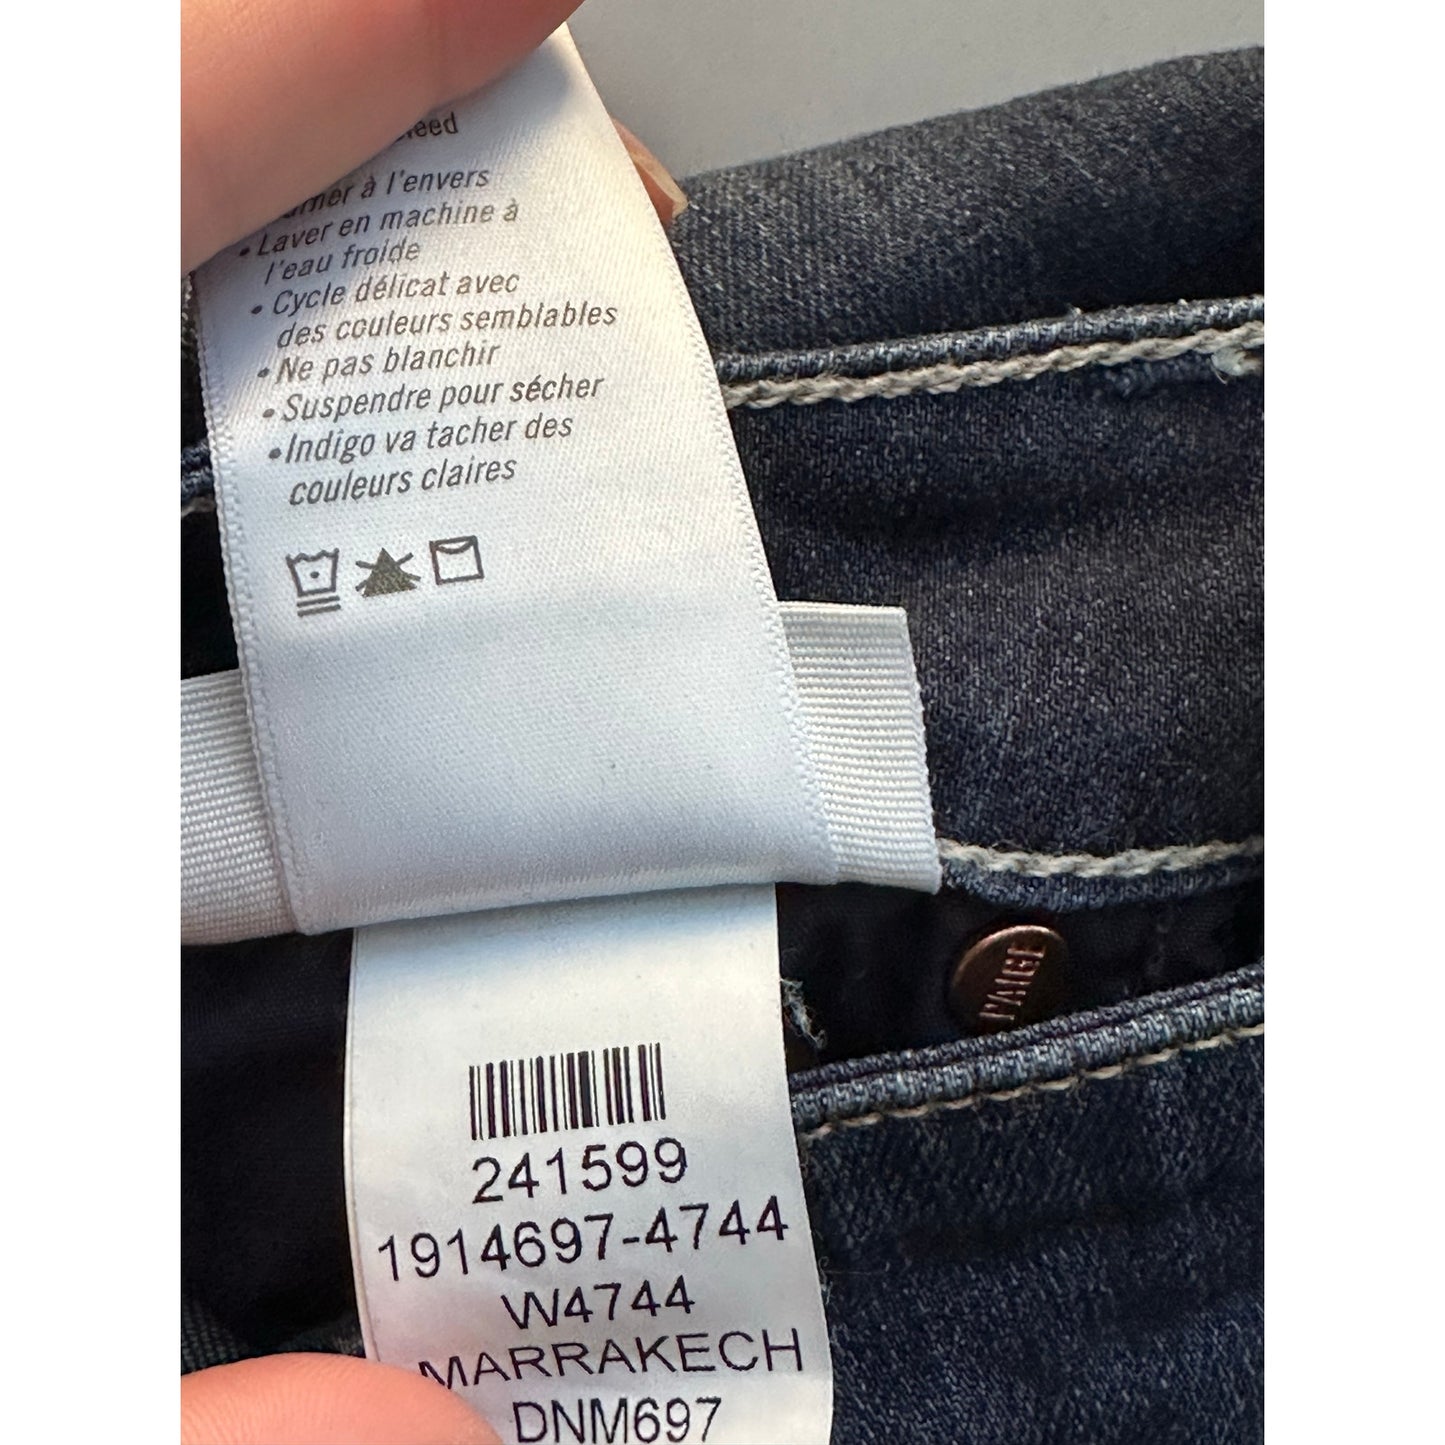 à l'envers
• Laver en machine à
l'eau froide
• Cycle délicat avec
des couleurs semblables
• Ne pas blanchir
• Suspendre pour sécher
• Indigo va tacher des
couleurs claires
PAIGE
241599
1914697-4744
W4744
MARRAKECH
DNM697